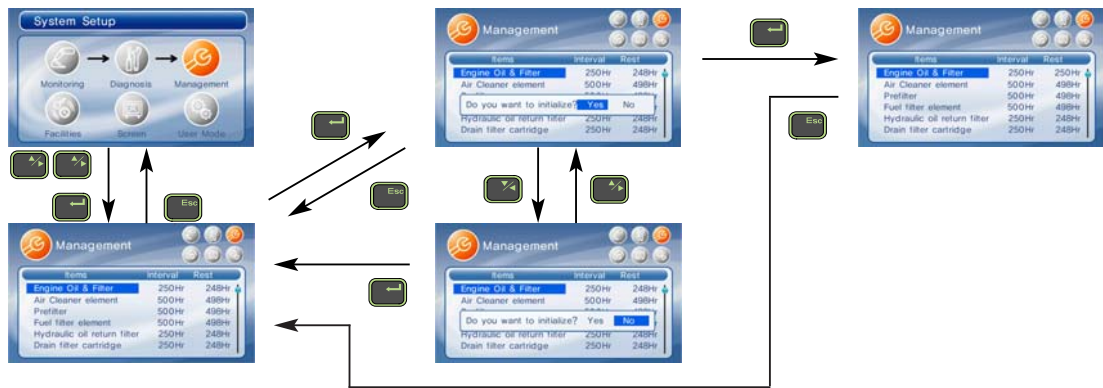 System Setup
Monitoring Diagnosis Management
Facilities Screen User Mode
Esc
Management
Items Interval Rest
Engine Oil & Filter 250Hr 248Hr
Air Cleaner element 500Hr 498Hr
Prefilter 500Hr 498Hr
Fuel filter element 500Hr 498Hr
Hydraulic oil return filter 250Hr 248Hr
Drain filter cartridge 250Hr 248Hr
Esc
Management
Items Interval Rest
Engine Oil & Filter 250Hr 248Hr
Air Cleaner element 500Hr 498Hr
Do you want to initialize? Yes No
Hydraulic oil return filter 250Hr 248Hr
Drain filter cartridge 250Hr 248Hr
Management
Items Interval Rest
Engine Oil & Filter 250Hr 248Hr
Air Cleaner element 500Hr 498Hr
Do you want to initialize? Yes No
Hydraulic oil return filter 250Hr 248Hr
Drain filter cartridge 250Hr 248Hr
Esc
Management
Items Interval Rest
Engine Oil & Filter 250Hr 250Hr
Air Cleaner element 500Hr 498Hr
Prefilter 500Hr 498Hr
Fuel filter element 500Hr 498Hr
Hydraulic oil return filter 250Hr 248Hr
Drain filter cartridge 250Hr 248Hr